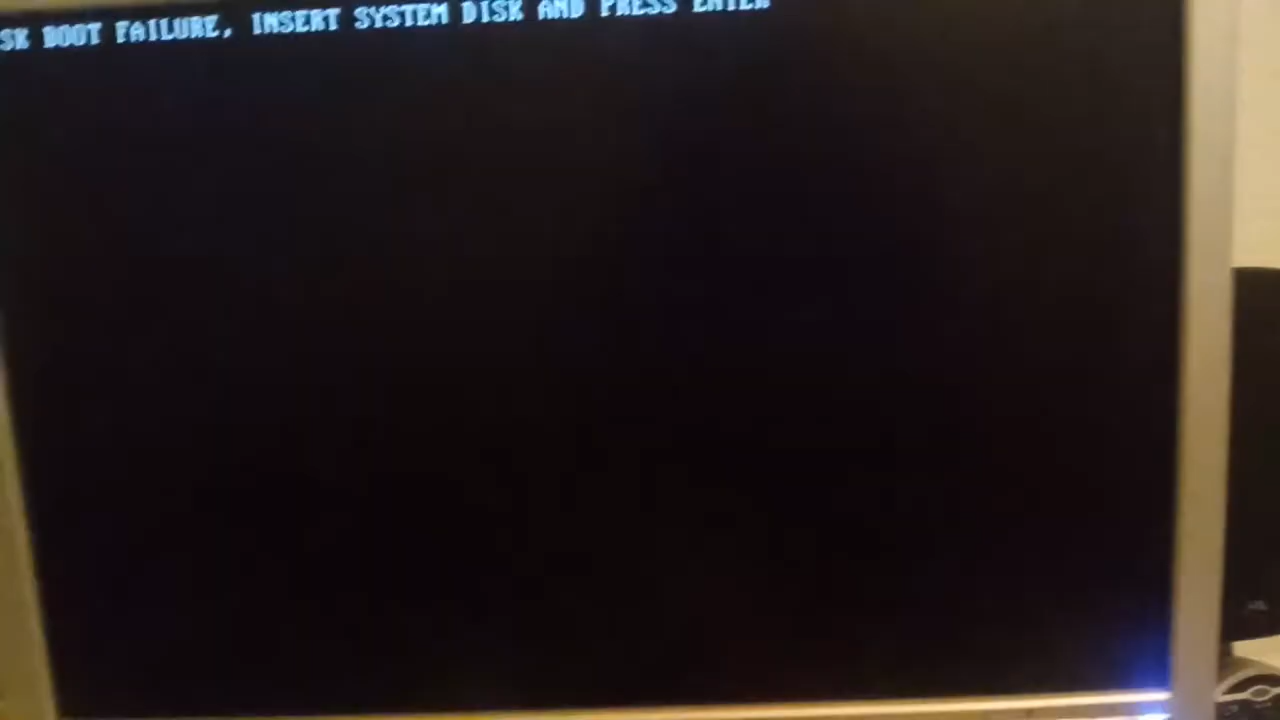 SK BOOT FAILURE, INSERT SYSTEM DISK AND PRESS ENTER